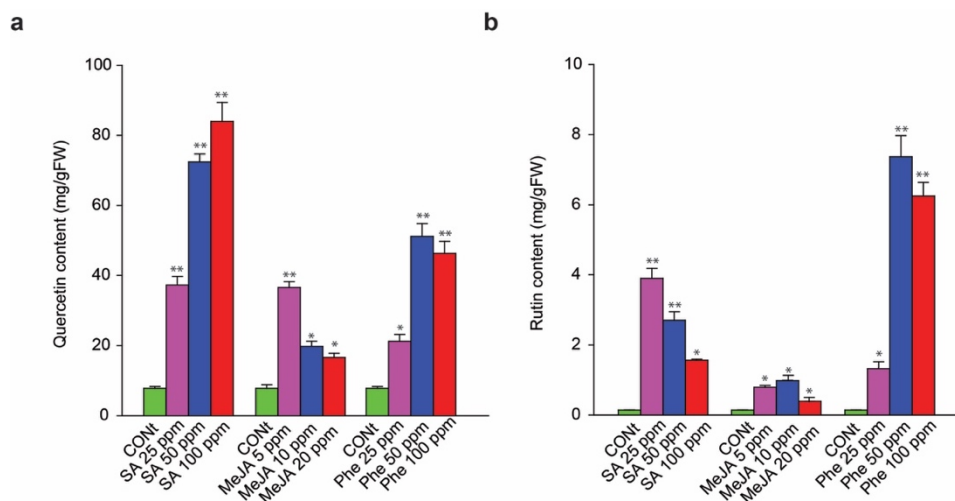 a
Quercetin content (mg/gFW)
100
80
60
40
20
0
**
**
**
**
*
*
*
**
**
CONt
SA 25 ppm
SA 50 ppm
SA 100 ppm
CONt
MeJA 5 ppm
MeJA 10 ppm
MeJA 20 ppm
CONt
Phe 25 ppm
Phe 50 ppm
Phe 100 ppm
b
Rutin content (mg/gFW)
10
8
6
4
2
0
**
**
*
*
*
*
*
**
**
CONt
SA 25 ppm
SA 50 ppm
SA 100 ppm
CONt
MeJA 5 ppm
MeJA 10 ppm
MeJA 20 ppm
CONt
Phe 25 ppm
Phe 50 ppm
Phe 100 ppm